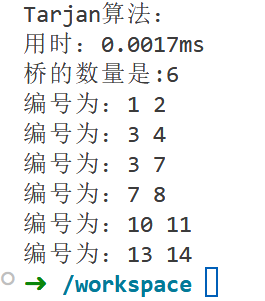 Tarjan算法:
用时: 0.0017ms
桥的数量是:6
编号为: 1 2
编号为: 3 4
编号为: 3 7
编号为: 7 8
编号为: 10 11
编号为: 13 14
➜ /workspace